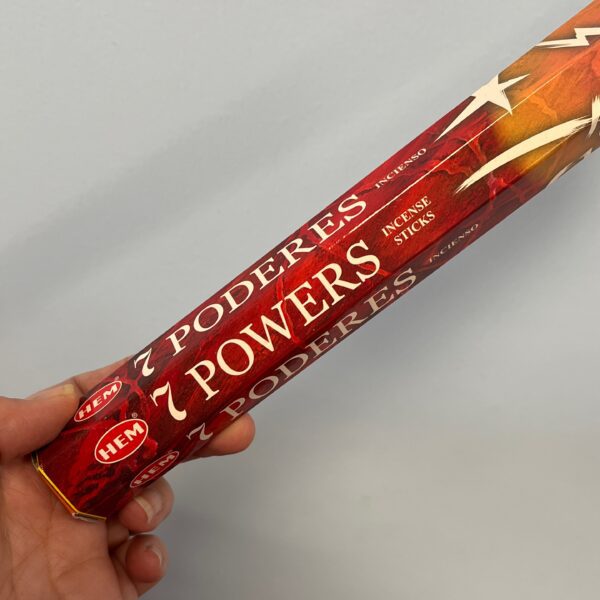 HEM
7 PODERES
INCIENSO
HEM®
7 POWERS
INCENSE
STICKS
HEM
7 PODERES
INCIENSO